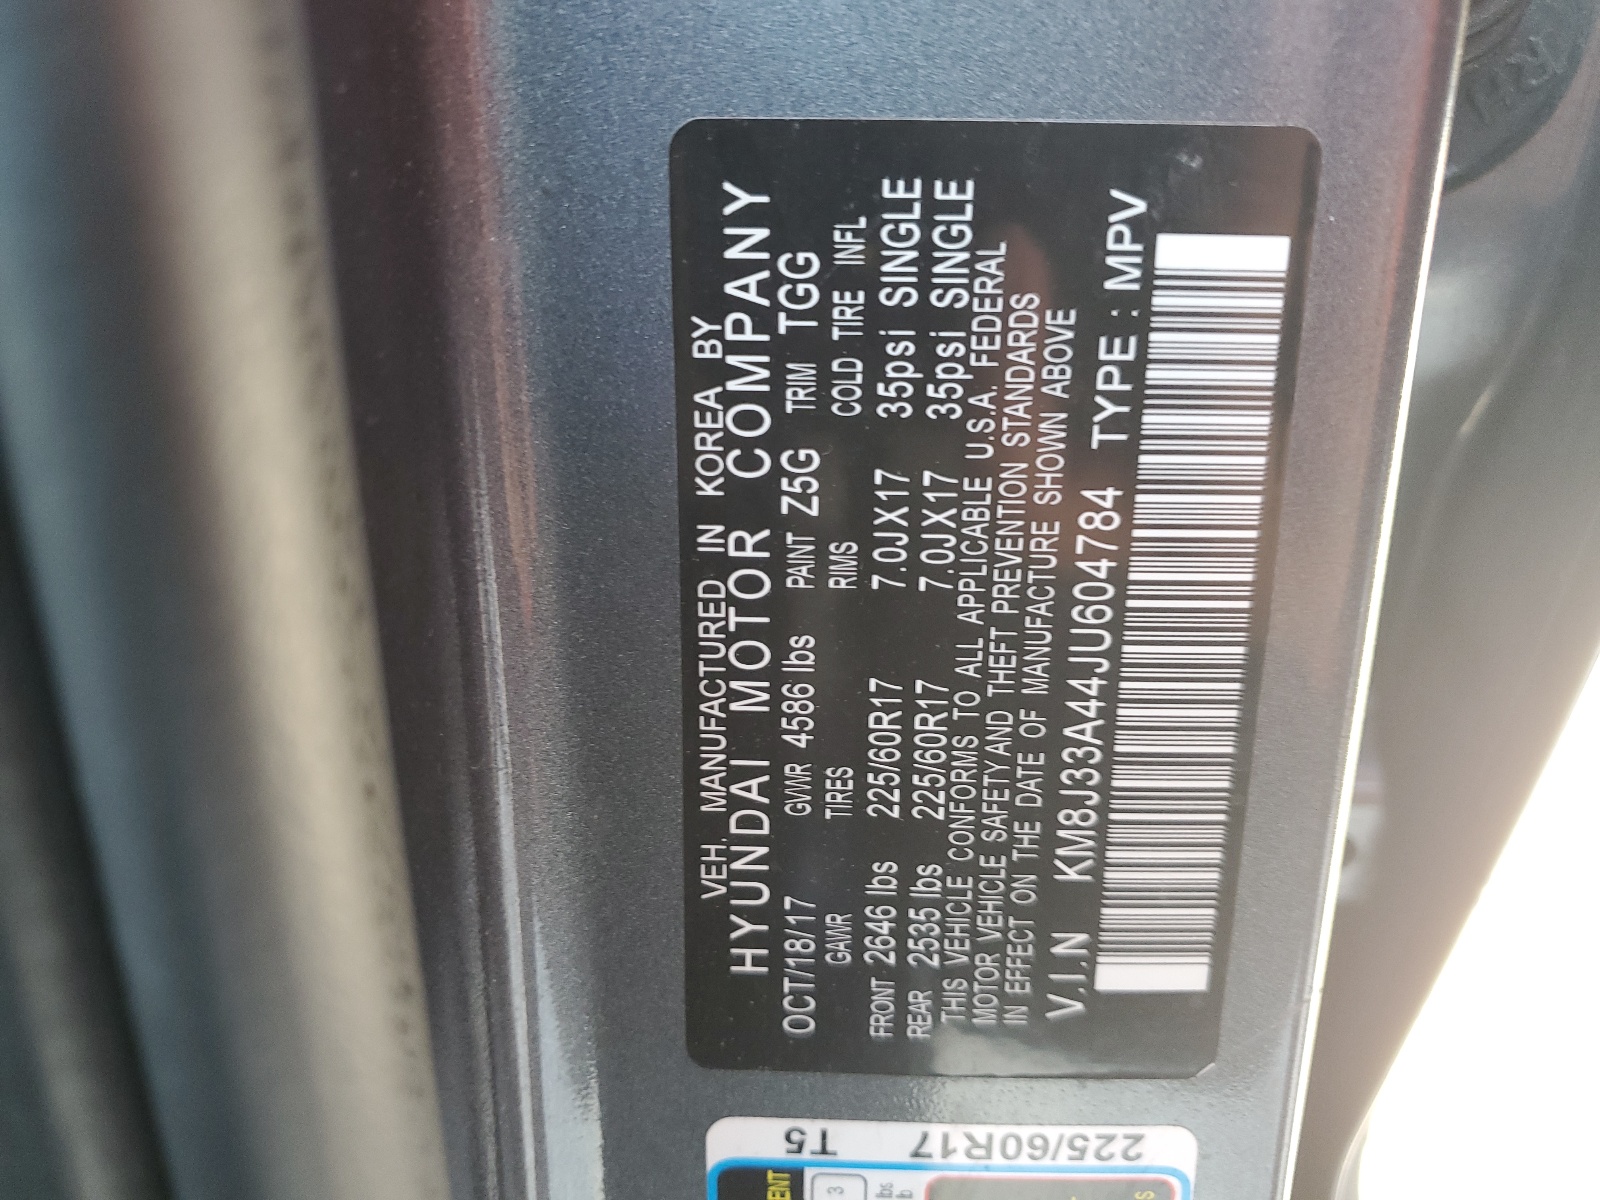 VEH. MANUFACTURED IN KOREA BY
HYUNDAI MOTOR COMPANY
OCT/18/17 GVWR 4586 lbs PAINT Z5G TRIM TGG
GAWR TIRES RIMS COLD TIRE INFL
FRONT 2646 lbs 225/60R17 7.0JX17 35psi SINGLE
REAR 2535 lbs 225/60R17 7.0JX17 35psi SINGLE
THIS VEHICLE CONFORMS TO ALL APPLICABLE U.S.A. FEDERAL
MOTOR VEHICLE SAFETY AND THEFT PREVENTION STANDARDS
IN EFFECT ON THE DATE OF MANUFACTURE SHOWN ABOVE
V.I.N KM8J33A44JU604784 TYPE : MPV
T5
225/60R17
3
RH